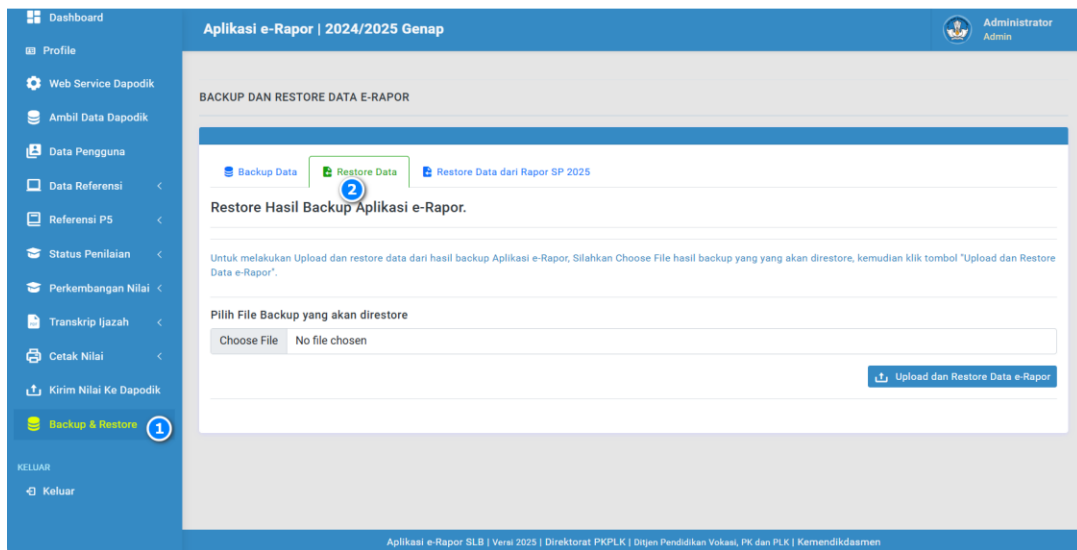 Dashboard
Profile
Web Service Dapodik
Ambil Data Dapodik
Data Pengguna
Data Referensi <
Referensi P5 <
Status Penilaian <
Perkembangan Nilai <
Transkrip Ijazah <
Cetak Nilai <
Kirim Nilai Ke Dapodik
Backup & Restore 1
KELUAR
Keluar
Aplikasi e-Rapor | 2024/2025 Genap
Administrator
Admin
BACKUP DAN RESTORE DATA E-RAPOR
Backup Data Restore Data Restore Data dari Rapor SP 2025
2
Restore Hasil Backup Aplikasi e-Rapor.
Untuk melakukan Upload dan restore data dari hasil backup Aplikasi e-Rapor, Silahkan Choose File hasil backup yang yang akan direstore, kemudian klik tombol "Upload dan Restore
Data e-Rapor".
Pilih File Backup yang akan direstore
Choose File No file chosen
Upload dan Restore Data e-Rapor
Aplikasi e-Rapor SLB | Versi 2025 | Direktorat PKPLK | Ditjen Pendidikan Vokasi, PK dan PLK | Kemendikdasmen